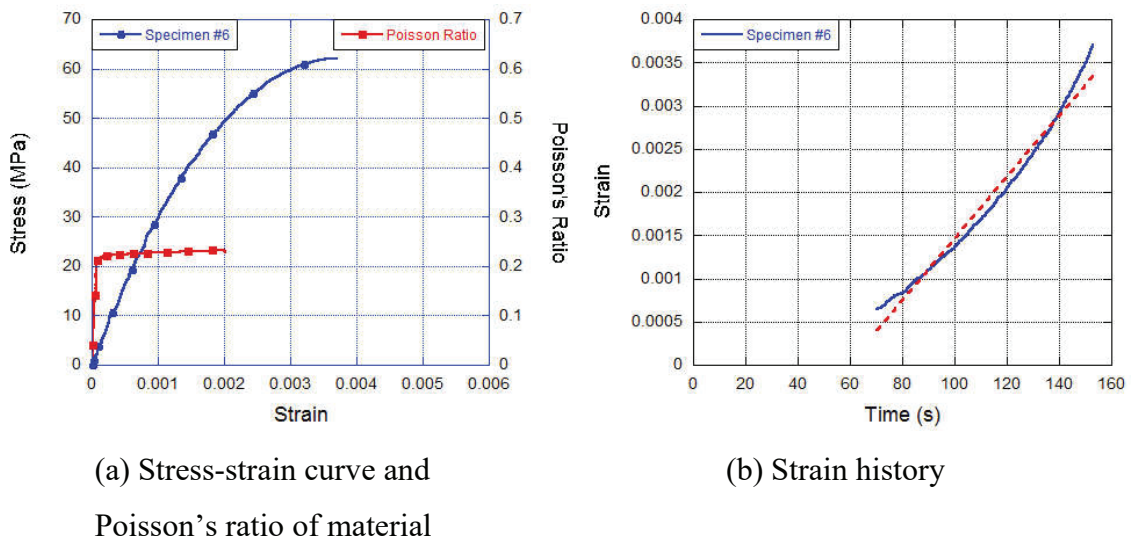 70
60
50
40
30
20
10
0
Stress (MPa)
Specimen #6
Poisson Ratio
0.7
0.6
0.5
0.4
0.3
0.2
0.1
0
Poisson's Ratio
0 0.001 0.002 0.003 0.004 0.005 0.006
Strain
0.004
0.0035
0.003
0.0025
0.002
0.0015
0.001
0.0005
0
Strain
Specimen #6
0 20 40 60 80 100 120 140 160
Time (s)
(a) Stress-strain curve and
Poisson’s ratio of material
(b) Strain history